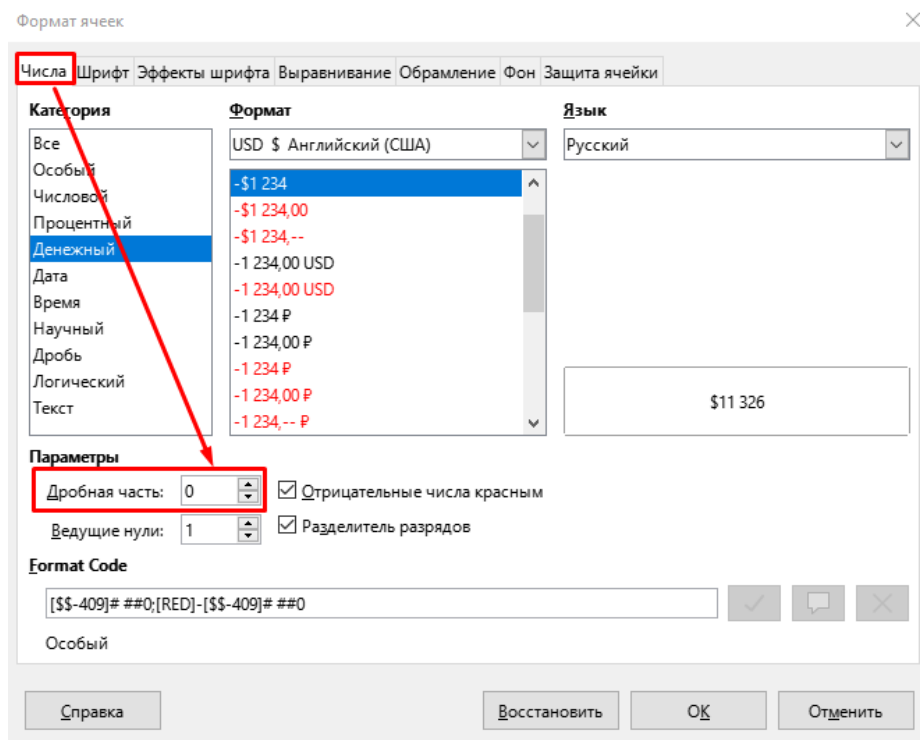 Формат ячеек
Числа Шрифт Эффекты шрифта Выравнивание Обрамление Фон Защита ячейки
Категория
Все
Особый
Числовой
Процентный
Денежный
Дата
Время
Научный
Дробь
Логический
Текст
Формат
USD $ Английский (США)
-$1 234
-$1 234,00
-$1 234,--
-1 234,00 USD
-1 234,00 USD
-1 234 ₽
-1 234,00 ₽
-1 234 ₽
-1 234,00 ₽
-1 234,-- ₽
Язык
Русский
$11 326
Параметры
Дробная часть: 0 Отрицательные числа красным
Ведущие нули: 1 Разделитель разрядов
Format Code
[$$-409]# ##0;[RED]-[$$-409]# ##0
Особый
Справка Восстановить ОК Отменить